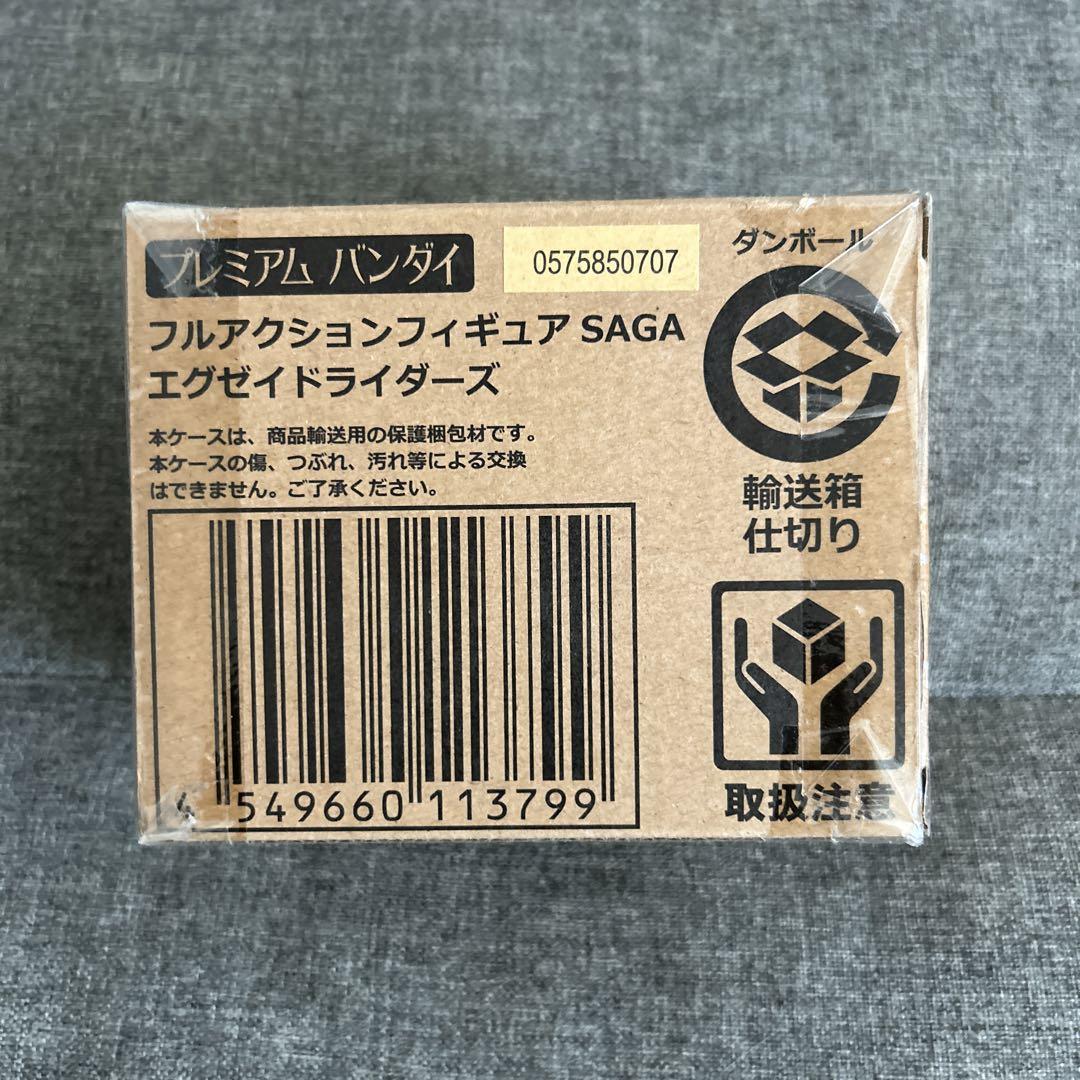 プレミアム バンダイ
0575850707
フルアクションフィギュア SAGA
エグゼイドライダーズ
本ケースは、商品輸送用の保護梱包材です。
本ケースの傷、つぶれ、汚れ等による交換
はできません。ご了承ください。
4 549660 113799
ダンボール
輸送箱
仕切り
取扱注意